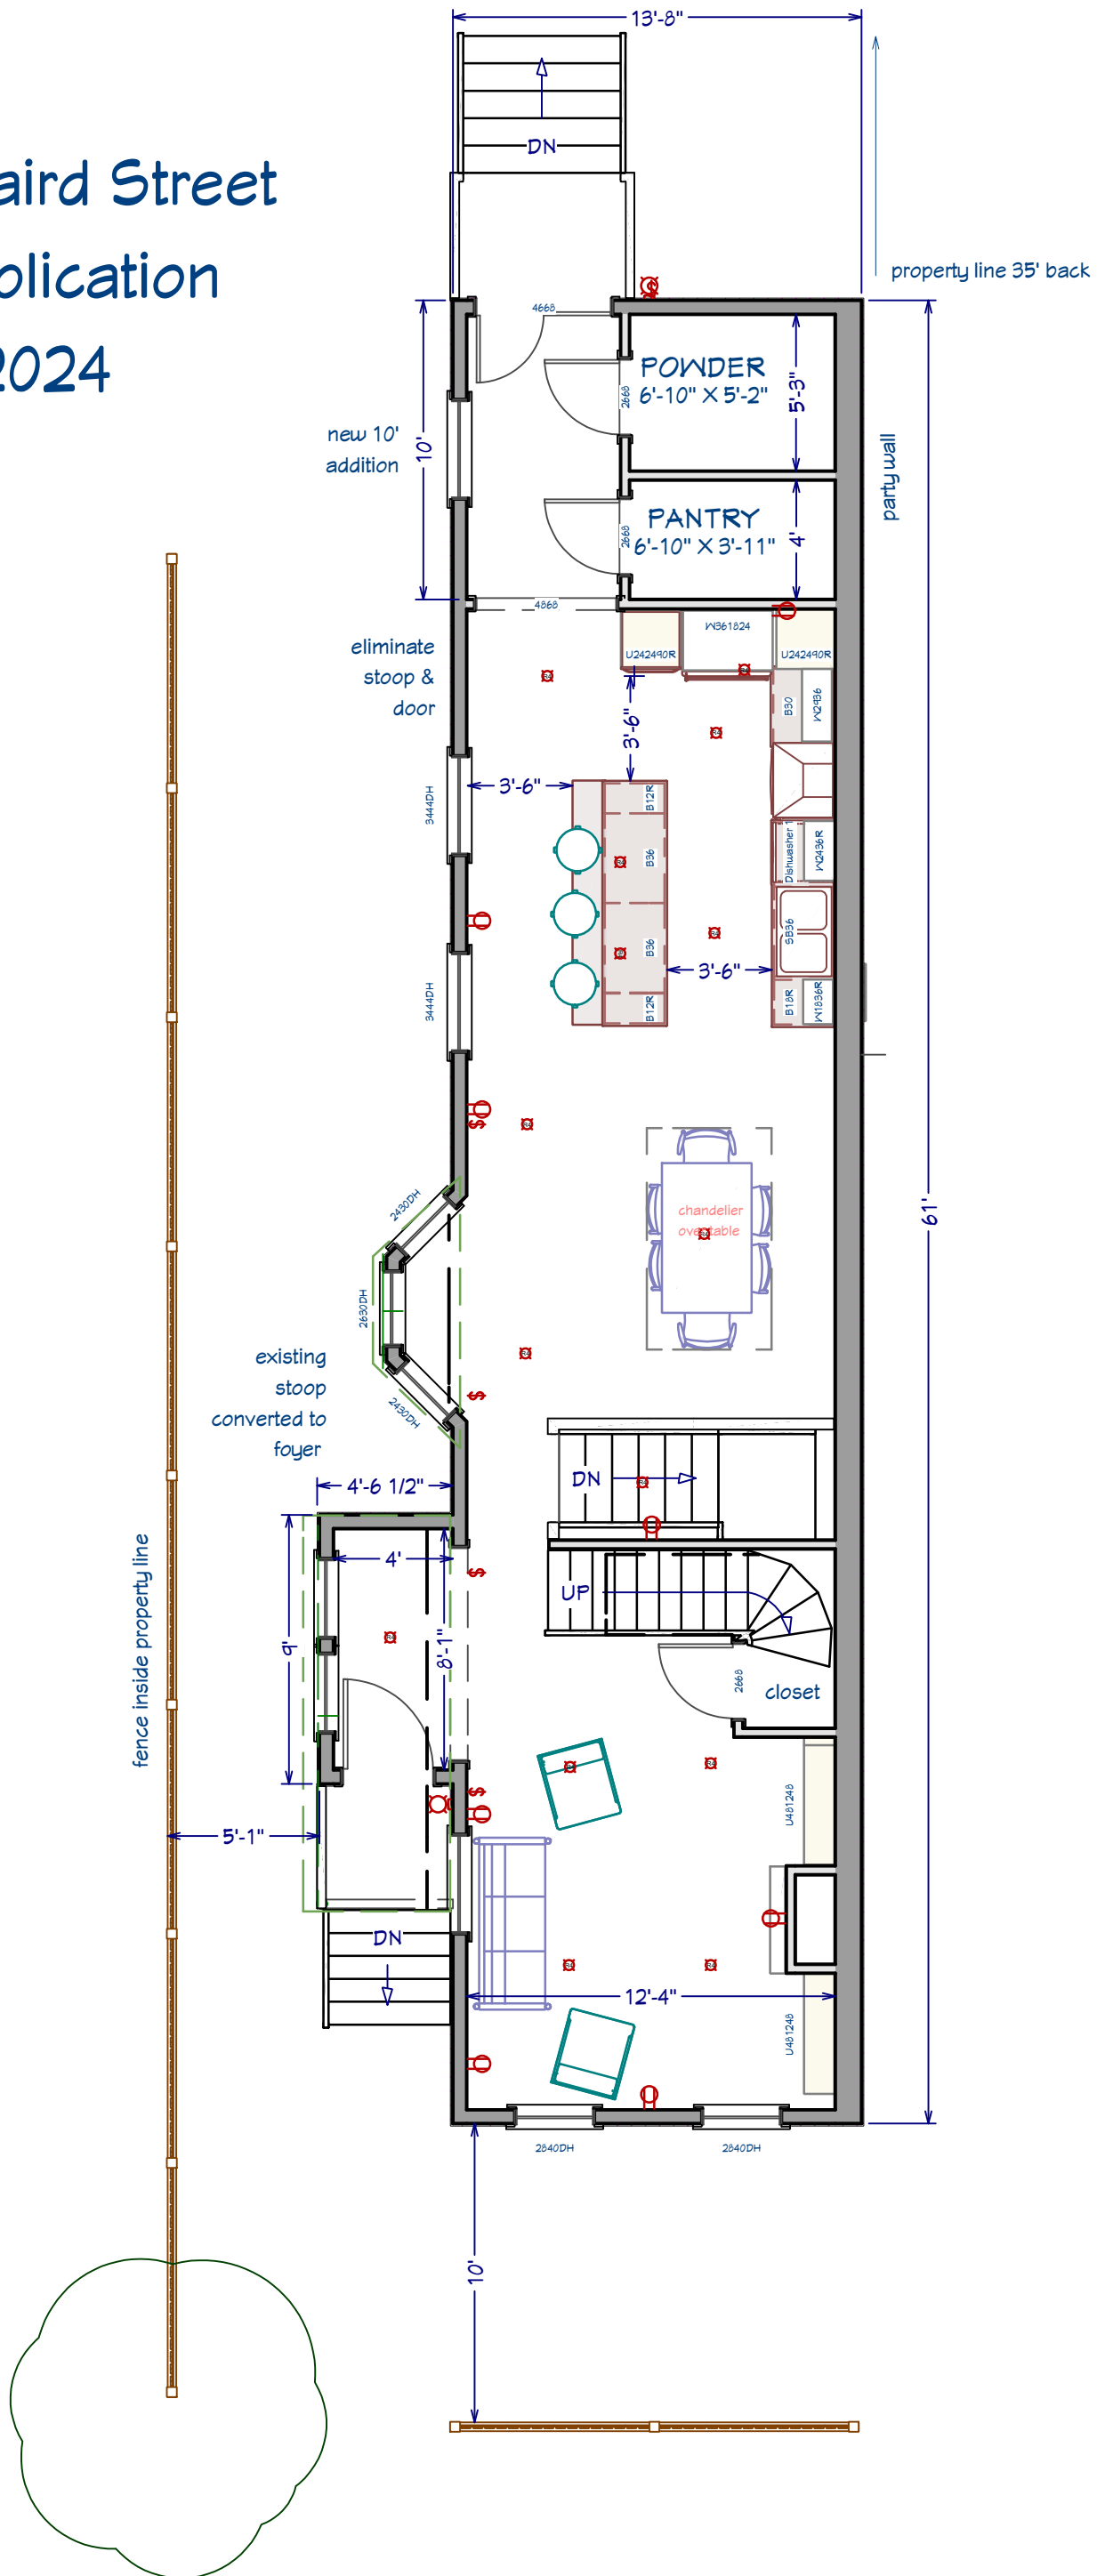 13'-8"
aird Street
plication
2024
DN
property line 35' back
4668
POWDER
6'-10" X 5'-2"
5'-3"
2668
new 10'
addition
10'
party wall
PANTRY
6'-10" X 3'-11"
4'
2668
4868
eliminate
stoop &
door
U242490R
W361824
U242490R
3'-6"
B30
W2936
3'-6"
3444DH
B12R
B36
Dishwasher 1
W2436R
B36
SB36
3'-6"
3444DH
B12R
B18R
W1836R
61'
2430DH
chandelier
over table
2630DH
existing
stoop
converted to
foyer
2430DH
DN
4'-6 1/2"
4'
UP
fence inside property line
9'
8'-1"
2668
closet
U481248
5'-1"
DN
12'-4"
U481248
2840DH
2840DH
10'